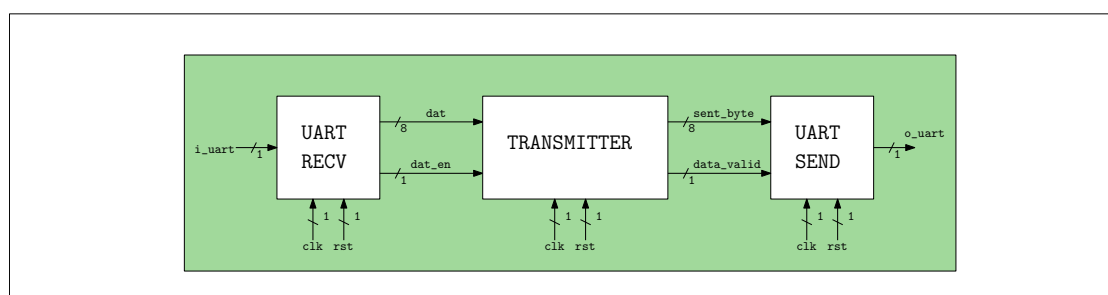 dat
sent_byte
8
8
UART
RECV
TRANSMITTER
UART
SEND
i_uart
1
o_uart
1
dat_en
data_valid
1
1
1
1
1
1
1
1
clk
rst
clk
rst
clk
rst